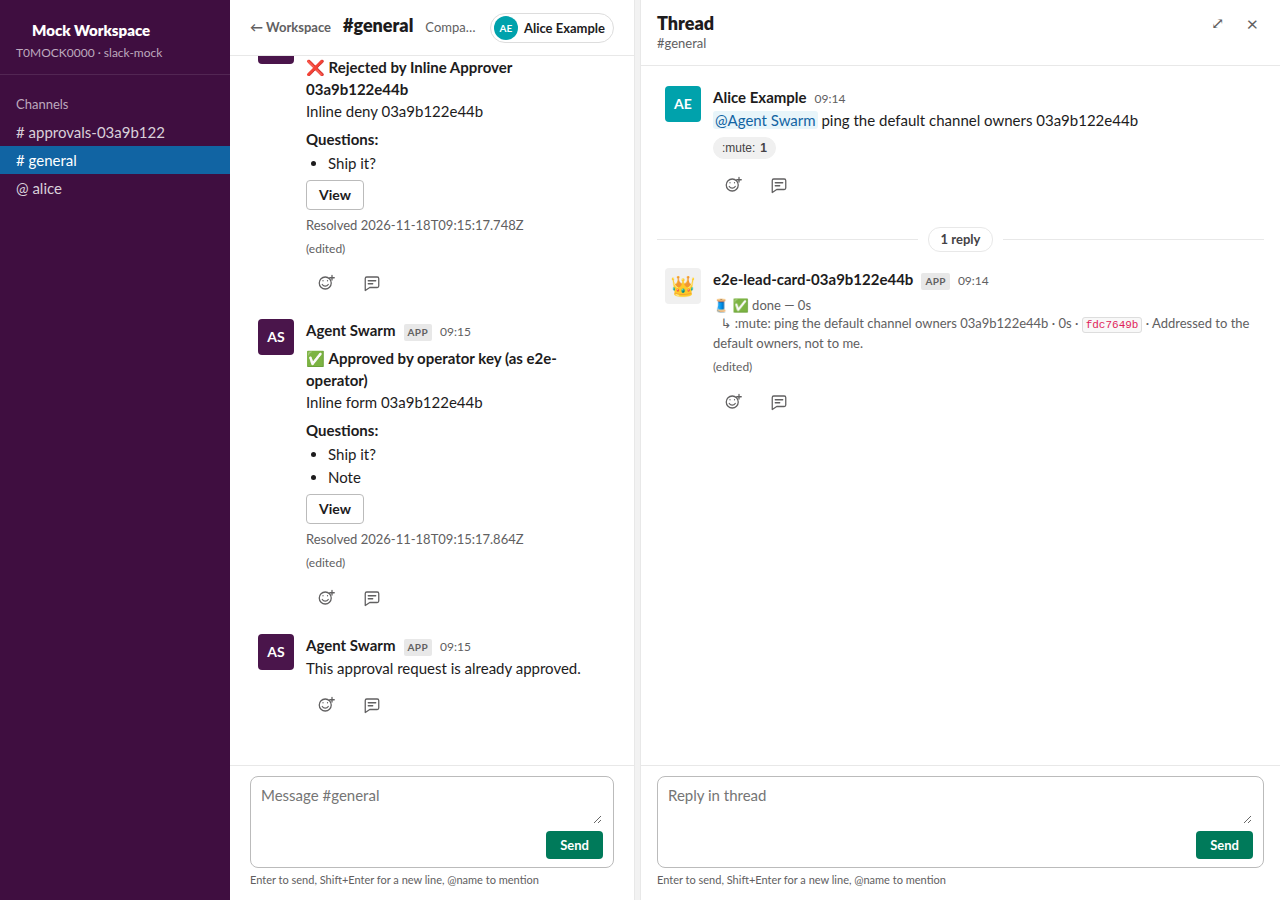 Mock Workspace
T0MOCK0000 · slack-mock
Channels
# approvals-03a9b122
# general
@ alice
← Workspace #general Compa... AE Alice Example
❌ Rejected by Inline Approver
03a9b122e44b
Inline deny 03a9b122e44b
Questions:
• Ship it?
View
Resolved 2026-11-18T09:15:17.748Z
(edited)
AS Agent Swarm APP 09:15
✅ Approved by operator key (as e2e-
operator)
Inline form 03a9b122e44b
Questions:
• Ship it?
• Note
View
Resolved 2026-11-18T09:15:17.864Z
(edited)
AS Agent Swarm APP 09:15
This approval request is already approved.
Message #general
Send
Enter to send, Shift+Enter for a new line, @name to mention
Thread
#general
AE Alice Example 09:14
@Agent Swarm ping the default channel owners 03a9b122e44b
:mute: 1
1 reply
e2e-lead-card-03a9b122e44b APP 09:14
🧵 ✅ done — 0s
↳ :mute: ping the default channel owners 03a9b122e44b · 0s · fdc7649b · Addressed to the
default owners, not to me.
(edited)
Reply in thread
Send
Enter to send, Shift+Enter for a new line, @name to mention